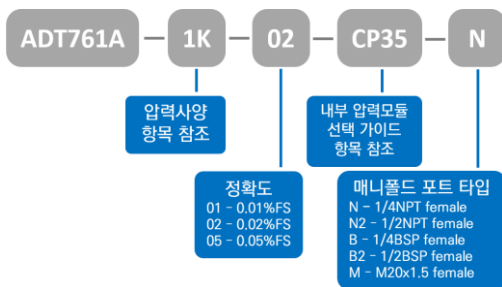 ADT761A – 1K – 02 – CP35 – N
압력사양
항목 참조
내부 압력모듈
선택 가이드
항목 참조
정확도
01 – 0.01%FS
02 – 0.02%FS
05 – 0.05%FS
매니폴드 포트 타입
N – 1/4NPT female
N2 – 1/2NPT female
B – 1/4BSP female
B2 – 1/2BSP female
M – M20x1.5 female